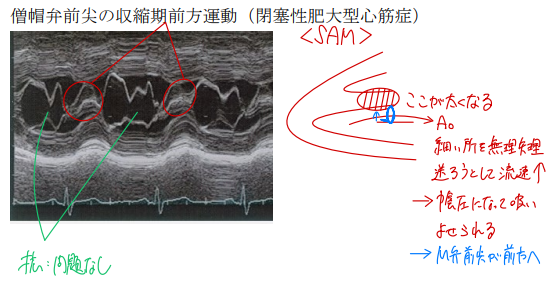 僧帽弁前尖の収縮期前方運動（閉塞性肥大型心筋症）
<SAM>
ここが太くなる
Ao
細い所を無理矢理
送ろうとして流速↑
→陰圧になって吸い
よせられる
→M弁前尖が前方へ
拡:問題なし